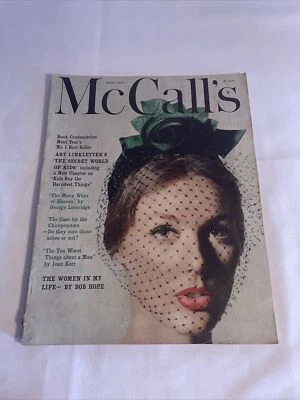 McCall's
Book Condensation
Next Year's
No 1 Best Seller
ART LINKLETTER'S
"THE SECRET WORLD
OF KIDS" including
a New Chapter on
"Kids Say the
Darndest Things"
"The Many Ways
of Heaven" by
George Loveridge
The Case for the
Chiropractors
—Do they cure those
aches or not?
"The Ten Worst
Things about a Man"
by Jean Kerr
THE WOMEN IN MY
LIFE— BY BOB HOPE